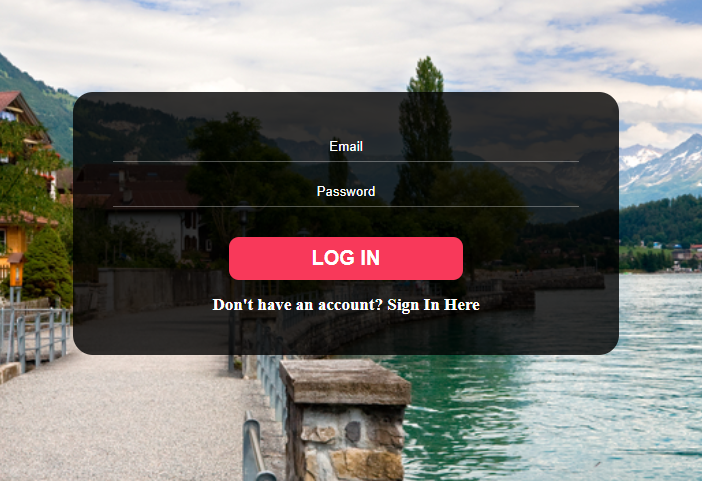 Email
Password
LOG IN
Don't have an account? Sign In Here